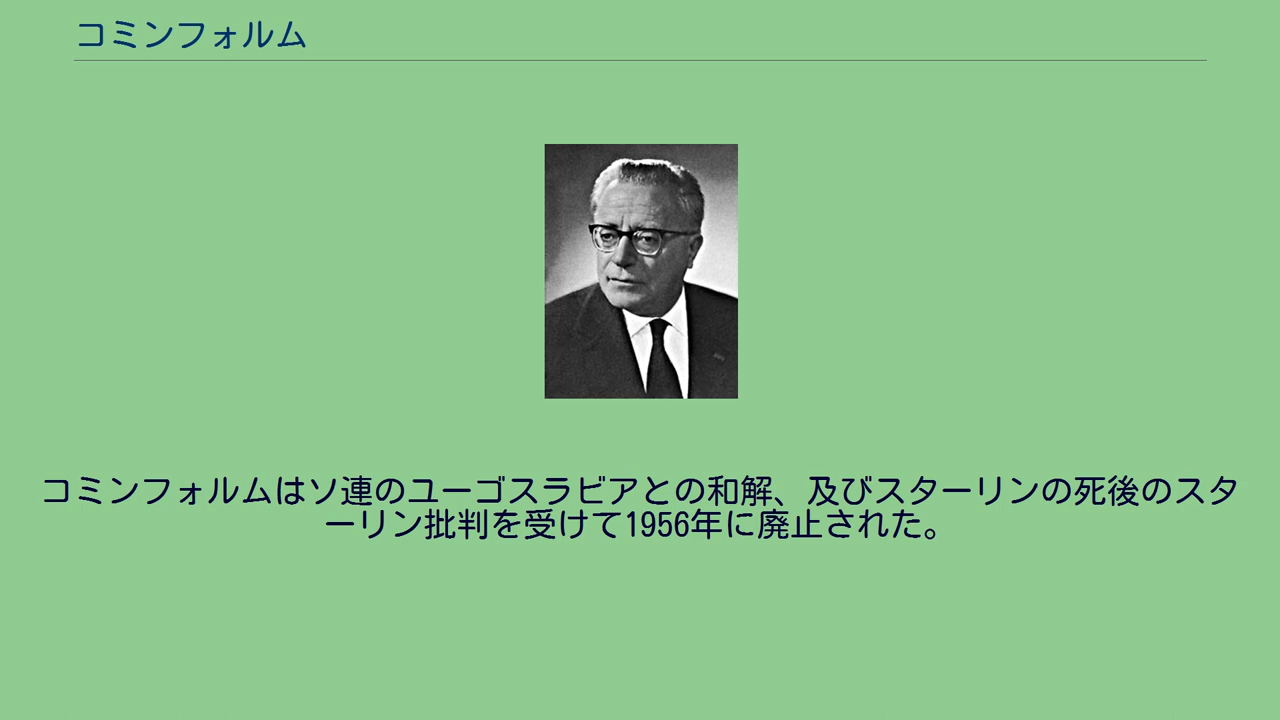 コミンフォルム
コミンフォルムはソ連のユーゴスラビアとの和解、及びスターリンの死後のスタ
ーリン批判を受けて1956年に廃止された。